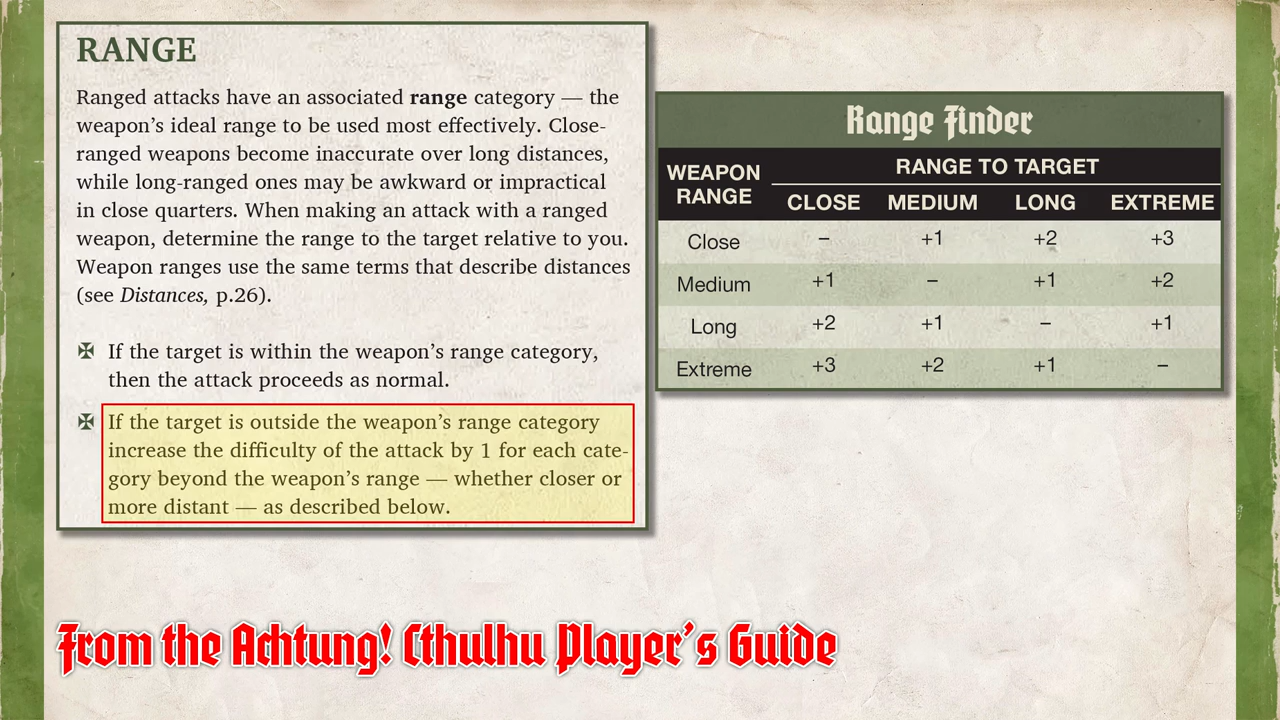 RANGE
Ranged attacks have an associated range category — the
weapon’s ideal range to be used most effectively. Close-
ranged weapons become inaccurate over long distances,
while long-ranged ones may be awkward or impractical
in close quarters. When making an attack with a ranged
weapon, determine the range to the target relative to you.
Weapon ranges use the same terms that describe distances
(see Distances, p.26).
✠ If the target is within the weapon’s range category,
then the attack proceeds as normal.
✠ If the target is outside the weapon’s range category
increase the difficulty of the attack by 1 for each cate-
gory beyond the weapon’s range — whether closer or
more distant — as described below.
Range Finder
WEAPON RANGE RANGE TO TARGET
CLOSE MEDIUM LONG EXTREME
Close – +1 +2 +3
Medium +1 – +1 +2
Long +2 +1 – +1
Extreme +3 +2 +1 –
From the Achtung! Cthulhu Player’s Guide